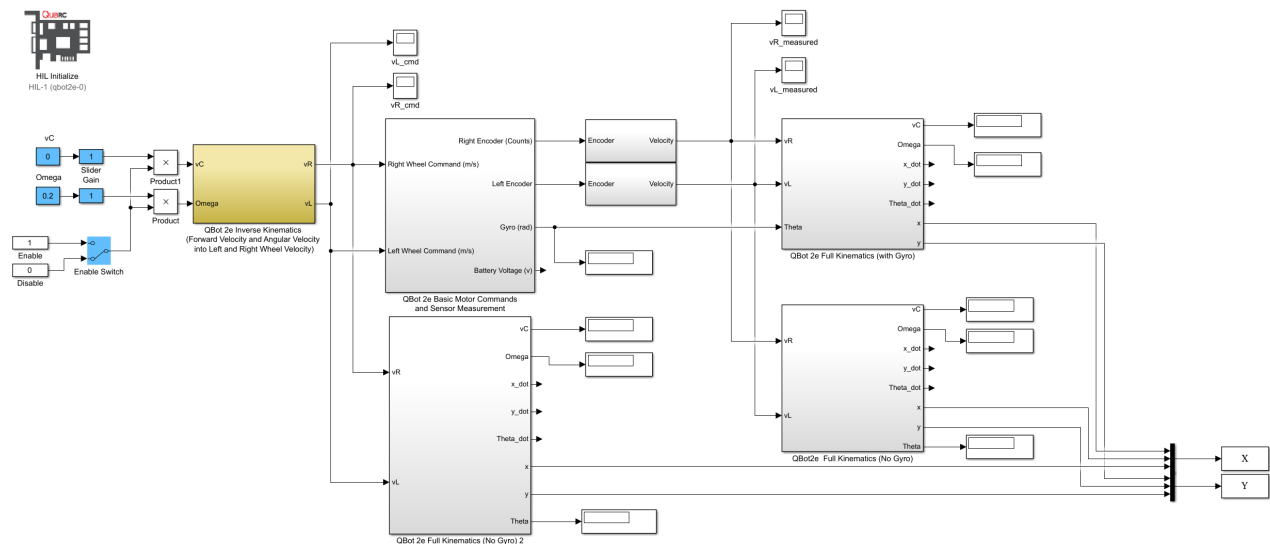 QUARC
HIL Initialize
HIL-1 (qbot2e-0)
vL_cmd
vR_cmd
vR_measured
vL_measured
vC
0
1
Slider
Gain
×
Product1
Omega
0.2
1
×
Product
1
Enable
0
Disable
Enable Switch
vC
vR
Omega
vL
QBot 2e Inverse Kinematics
(Forward Velocity and Angular Velocity
into Left and Right Wheel Velocity)
Right Encoder (Counts)
Right Wheel Command (m/s)
Left Encoder
Gyro (rad)
Left Wheel Command (m/s)
Battery Voltage (v)
QBot 2e Basic Motor Commands
and Sensor Measurement
Encoder
Velocity
Encoder
Velocity
vC
vR
Omega
x_dot
vL
y_dot
Theta_dot
Theta
x
y
QBot 2e Full Kinematics (with Gyro)
vC
Omega
vR
x_dot
y_dot
Theta_dot
x
vL
y
Theta
QBot2e  Full Kinematics (No Gyro)
vC
Omega
vR
x_dot
y_dot
Theta_dot
x
vL
y
Theta
QBot 2e Full Kinematics (No Gyro) 2
X
Y